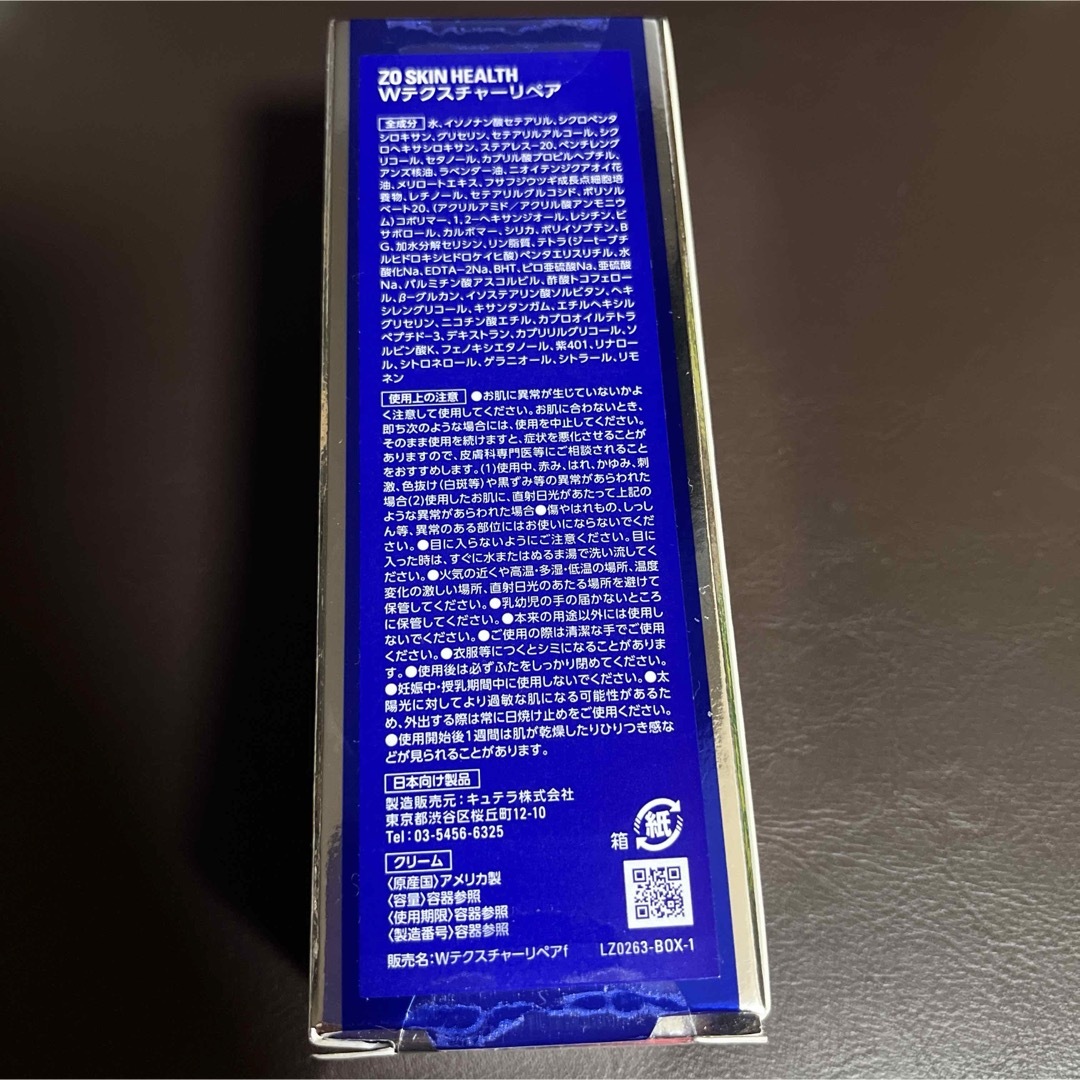 ZO SKIN HEALTH
Wテクスチャーリペア
全成分 水、イソノナン酸セテアリル、シクロペンタ
シロキサン、グリセリン、セテアリルアルコール、シク
ロヘキサシロキサン、ステアレス-20、ペンチレング
リコール、セタノール、カプリル酸プロピルヘプチル、
アンズ核油、ラベンダー油、ニオイテンジクアオイ花
油、メリロートエキス、フサフジウツギ成長点細胞培
養物、レチノール、セテアリルグルコシド、ポリソル
ベート20、(アクリルアミド/アクリル酸アンモニウ
ム)コポリマー、1,2-ヘキサンジオール、レシチン、ビ
サボロール、カルボマー、シリカ、ポリイソブテン、B
G、加水分解セリシン、リン脂質、テトラ(ジ-t-ブチ
ルヒドロキシヒドロケイヒ酸)ペンタエリスリチル、水
酸化Na、EDTA-2Na、BHT、ピロ亜硫酸Na、亜硫酸
Na、パルミチン酸アスコルビル、酢酸トコフェロー
ル、β-グルカン、イソステアリン酸ソルビタン、ヘキ
シレングリコール、キサンタンガム、エチルヘキシル
グリセリン、ニコチン酸エチル、カプロオイルテトラ
ペプチド-3、デキストラン、カプリリルグリコール、ソ
ルビン酸K、フェノキシエタノール、紫401、リナロー
ル、シトロネロール、ゲラニオール、シトラール、リモ
ネン
使用上の注意 ●お肌に異常が生じていないかよ
く注意して使用してください。お肌に合わないとき、
即ち次のような場合には、使用を中止してください。
そのまま使用を続けますと、症状を悪化させることが
ありますので、皮膚科専門医等にご相談されること
をおすすめします。(1)使用中、赤み、はれ、かゆみ、刺
激、色抜け(白斑等)や黒ずみ等の異常があらわれた
場合(2)使用したお肌に、直射日光があたって上記の
ような異常があらわれた場合●傷やはれもの、しっし
ん等、異常のある部位にはお使いにならないでくだ
さい。●目に入らないようにご注意ください。目に
入った時は、すぐに水またはぬるま湯で洗い流してく
ださい。●火気の近くや高温・多湿・低温の場所、温度
変化の激しい場所、直射日光のあたる場所を避けて
保管してください。●乳幼児の手の届かないところ
に保管してください。●本来の用途以外には使用し
ないでください。●ご使用の際は清潔な手でご使用
ください。●衣服等につくとシミになることがありま
す。●使用後は必ずふたをしっかり閉めてください。
●妊娠中・授乳期間中に使用しないでください。●太
陽光に対してより過敏な肌になる可能性があるた
め、外出する際は常に日焼け止めをご使用ください。
●使用開始後1週間は肌が乾燥したりひりつき感な
どが見られることがあります。
日本向け製品
製造販売元：キュテラ株式会社
東京都渋谷区桜丘町12-10
Tel：03-5456-6325
紙
箱
クリーム
〈原産国〉アメリカ製
〈容量〉容器参照
〈使用期限〉容器参照
〈製造番号〉容器参照
販売名：Wテクスチャーリペアf
LZ0263-BOX-1